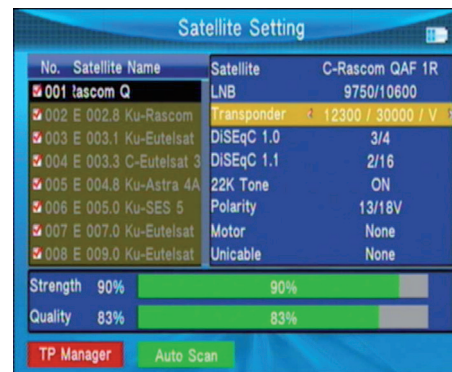 Satellite Setting
No. Satellite Name
001 Rascom Q
002 E 002.8 Ku-Rascom
003 E 003.1 Ku-Eutelsat
004 E 003.3 C-Eutelsat 3
005 E 004.8 Ku-Astra 4A
006 E 005.0 Ku-SES 5
007 E 007.0 Ku-Eutelsat
008 E 009.0 Ku-Eutelsat
Satellite C-Rascom QAF 1R
LNB 9750/10600
Transponder 12300 / 30000 / V
DiSEqC 1.0 3/4
DiSEqC 1.1 2/16
22K Tone ON
Polarity 13/18V
Motor None
Unicable None
Strength 90% 90%
Quality 83% 83%
TP Manager Auto Scan